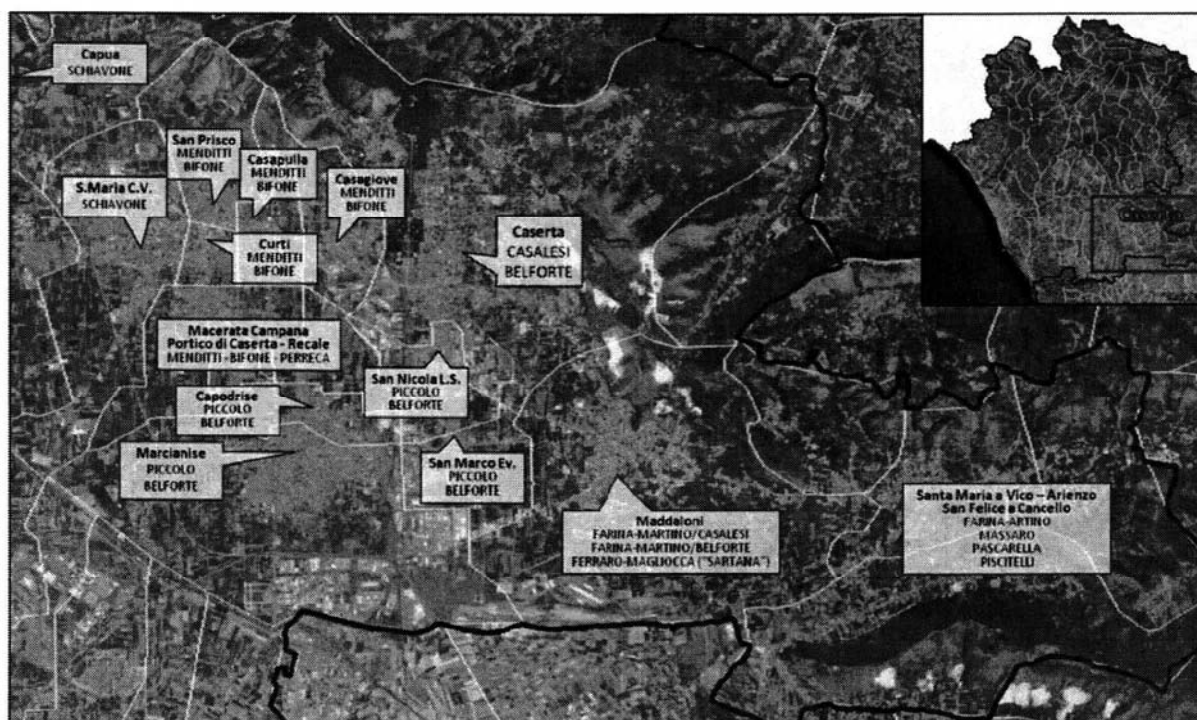 Capua
SCHIAVONE
San Prisco
MENDITTI
BIFONE
Casapulla
MENDITTI
BIFONE
Casagiove
MENDITTI
BIFONE
S.Maria C.V.
SCHIAVONE
Curti
MENDITTI
BIFONE
Caserta
CASALESI
BELFORTE
Caserta
Macerata Campana
Portico di Caserta - Recale
MENDITTI - BIFONE - PERRECA
San Nicola L.S.
PICCOLO
BELFORTE
Capodrise
PICCOLO
BELFORTE
Marcianise
PICCOLO
BELFORTE
San Marco Ev.
PICCOLO
BELFORTE
Maddaloni
FARINA-MARTINO/CASALESI
FARINA-MARTINO/BELFORTE
FERRARO-MAGLIOCCA ("SARTANA")
Santa Maria a Vico – Arienzo
San Felice a Cancello
FARINA-ARTINO
MASSARO
PASCARELLA
PISCITELLI